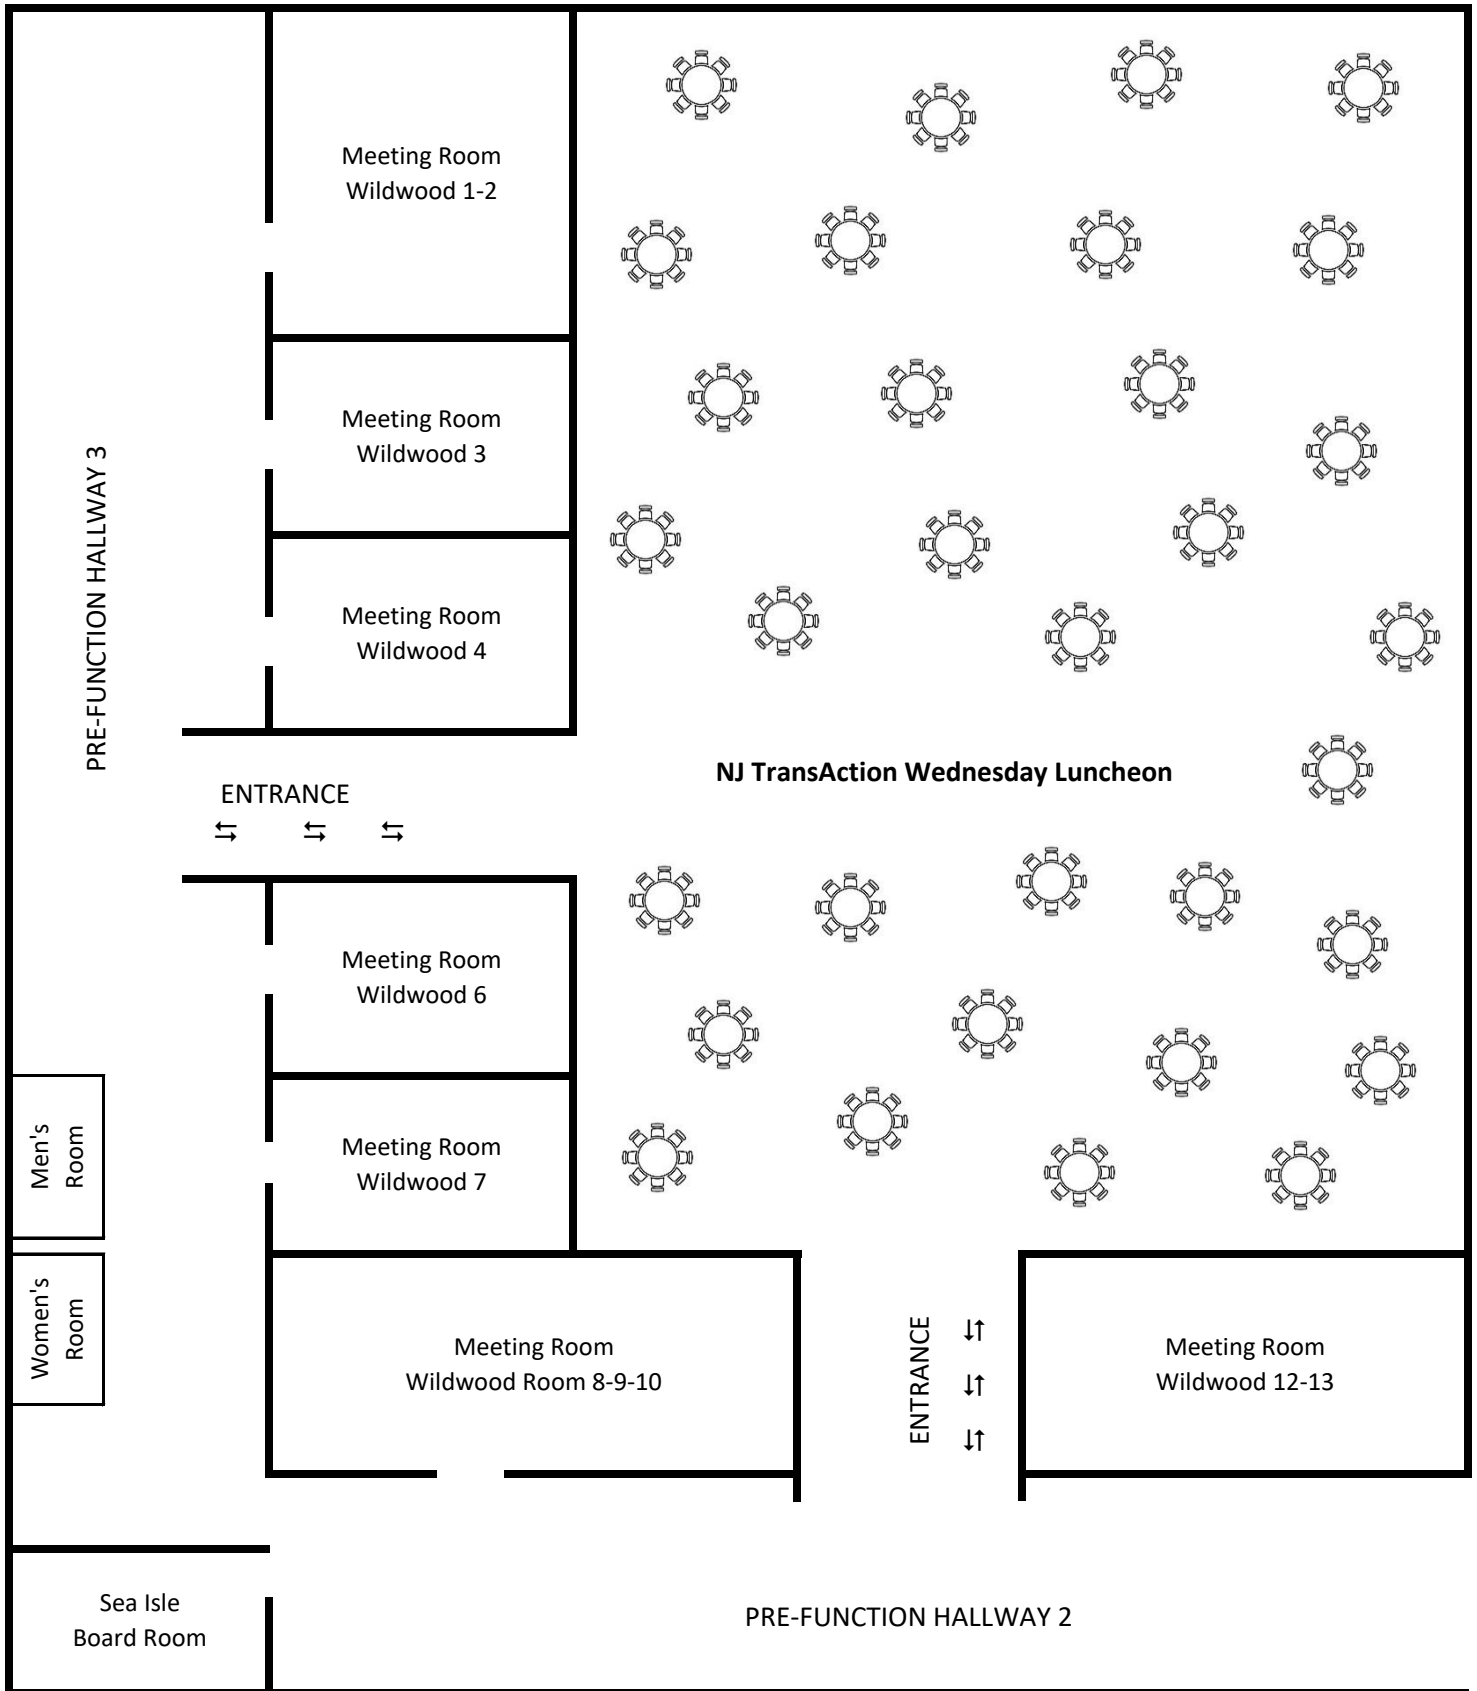 Meeting Room
Wildwood 1-2
Meeting Room
Wildwood 3
PRE-FUNCTION HALLWAY 3
Meeting Room
Wildwood 4
NJ TransAction Wednesday Luncheon
ENTRANCE
Meeting Room
Wildwood 6
Men's
Room
Meeting Room
Wildwood 7
Women's
Room
Meeting Room
Wildwood Room 8-9-10
ENTRANCE
Meeting Room
Wildwood 12-13
Sea Isle
Board Room
PRE-FUNCTION HALLWAY 2